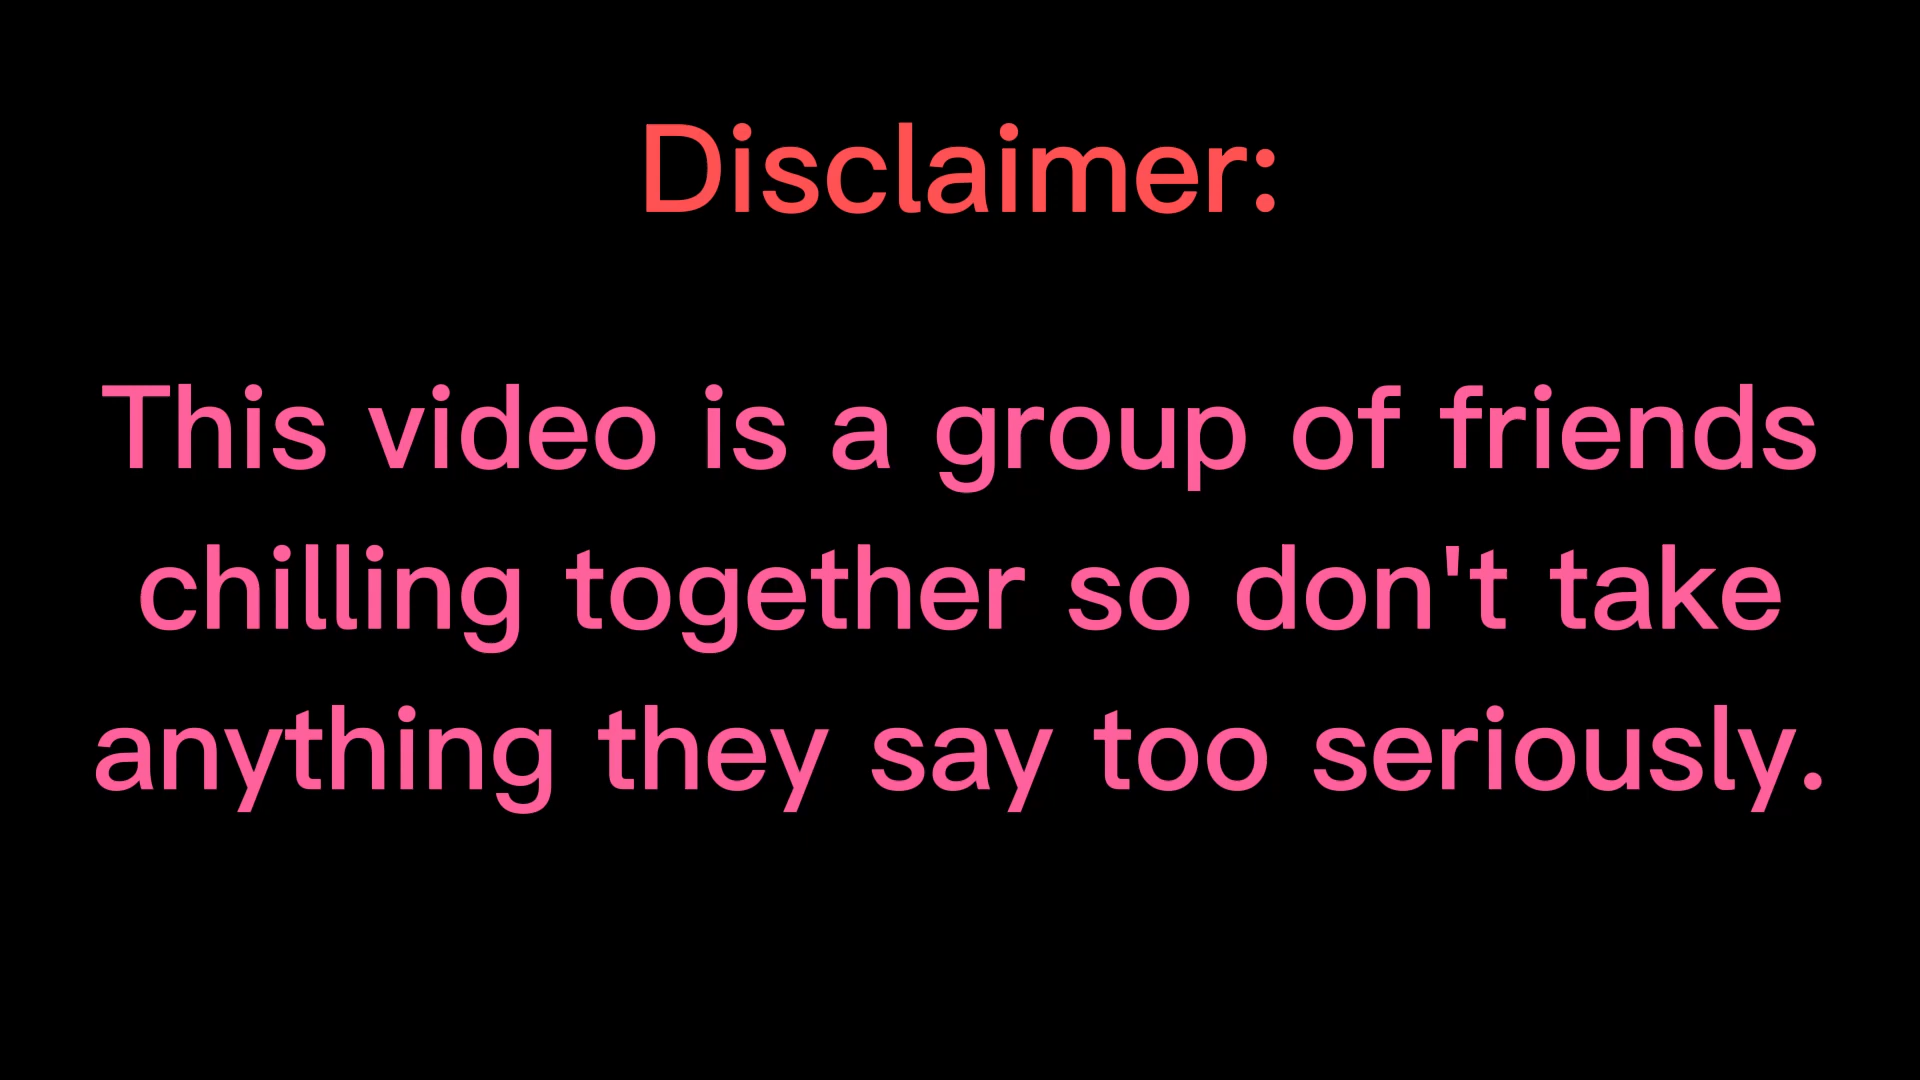 Disclaimer:
This video is a group of friends
chilling together so don't take
anything they say too seriously.